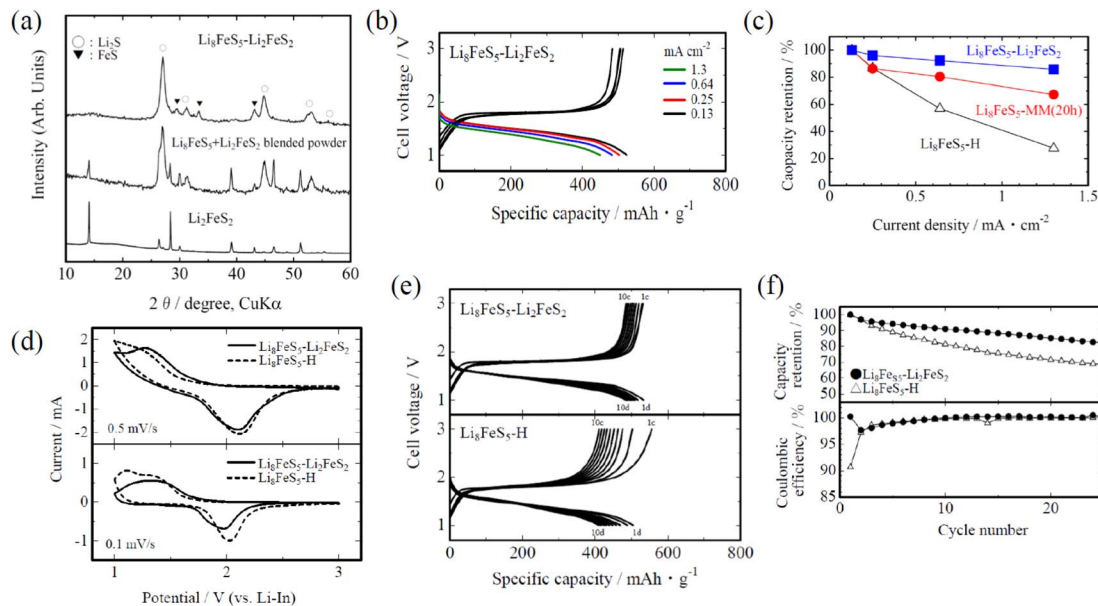 (a)
○ : Li₂S
▼ : FeS
Li₈FeS₅-Li₂FeS₂
Li₈FeS₅+Li₂FeS₂ blended powder
Li₂FeS₂
Intensity (Arb. Units)
10 20 30 40 50 60
2 θ / degree, CuKα
(b)
Li₈FeS₅-Li₂FeS₂
mA cm⁻²
1.3
0.64
0.25
0.13
Cell voltage / V
3
2
1
0 200 400 600 800
Specific capacity / mAh・g⁻¹
(c)
Caopacity retention / %
100
80
60
40
20
0
Li₈FeS₅-Li₂FeS₂
Li₈FeS₅-MM(20h)
Li₈FeS₅-H
0 0.5 1 1.5
Current density / mA・cm⁻²
(d)
Current / mA
2
1
0
-1
-2
Li₈FeS₅-Li₂FeS₂
Li₈FeS₅-H
0.5 mV/s
1
0
-1
Li₈FeS₅-Li₂FeS₂
Li₈FeS₅-H
0.1 mV/s
1 2 3
Potential / V (vs. Li-In)
(e)
Cell voltage / V
3
2
1
Li₈FeS₅-Li₂FeS₂
10c 1c
10d 1d
3
2
1
Li₈FeS₅-H
10c 1c
10d 1d
0 200 400 600 800
Specific capacity / mAh・g⁻¹
(f)
Capacity retention / %
100
90
80
70
60
50
Li₈Fe₈₅-Li₂FeS₂
Li₈FeS₅-H
Coulombic efficiency / %
100
95
90
85
10 20
Cycle number